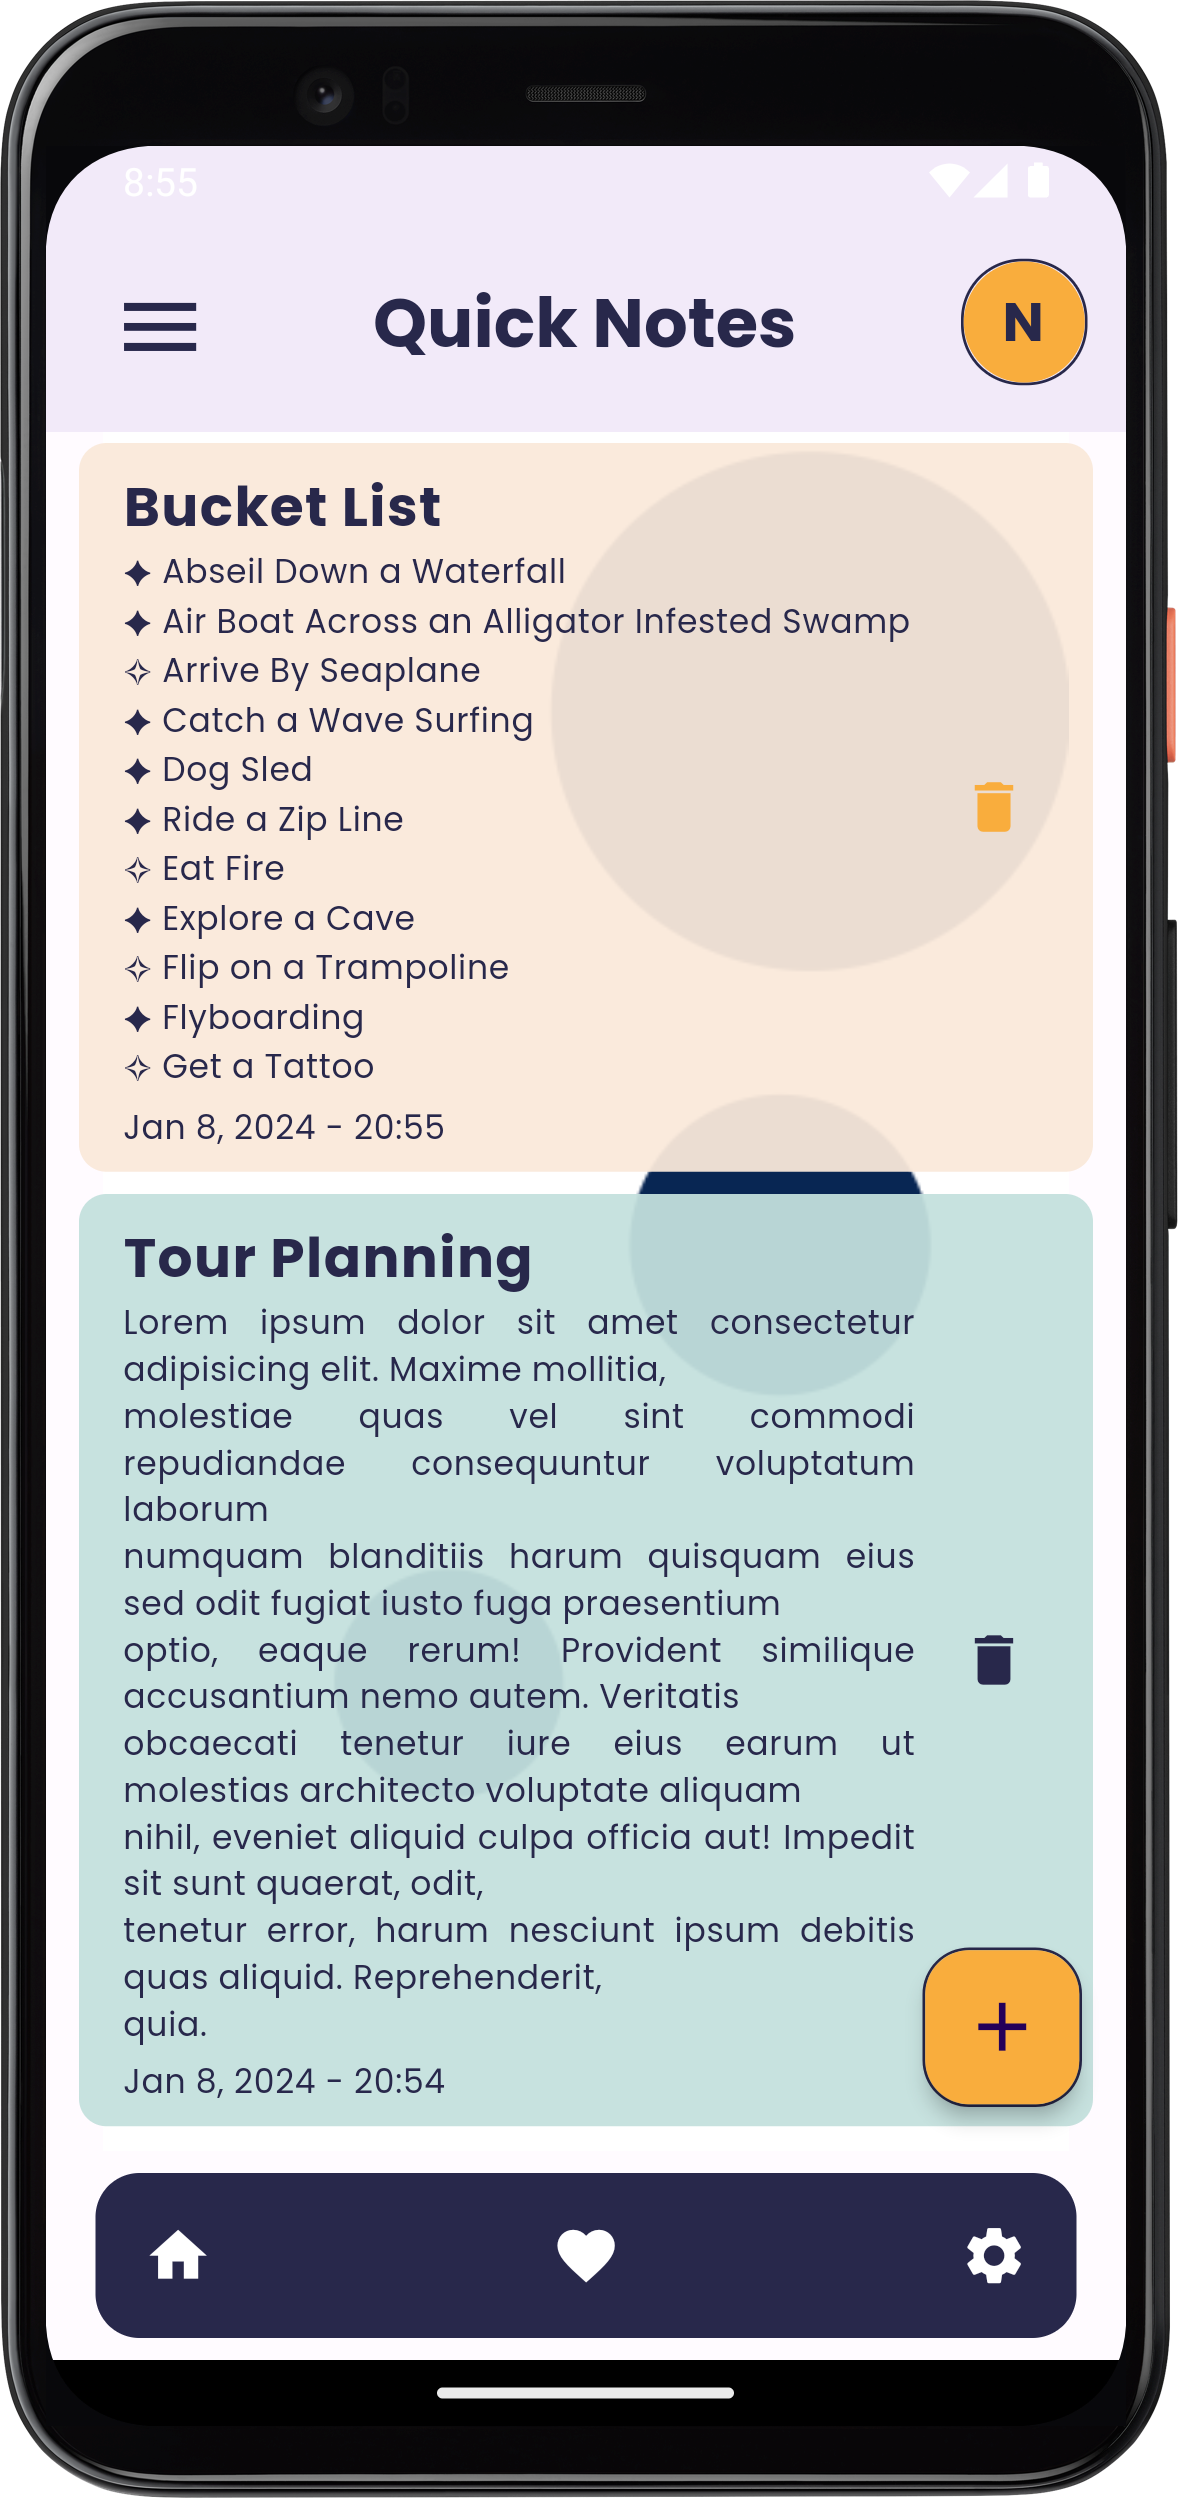 8:55
Quick Notes
N
Bucket List
✦ Abseil Down a Waterfall
✦ Air Boat Across an Alligator Infested Swamp
✧ Arrive By Seaplane
✦ Catch a Wave Surfing
✦ Dog Sled
✦ Ride a Zip Line
✧ Eat Fire
✦ Explore a Cave
✧ Flip on a Trampoline
✦ Flyboarding
✧ Get a Tattoo
Jan 8, 2024 - 20:55
Tour Planning
Lorem ipsum dolor sit amet consectetur
adipisicing elit. Maxime mollitia,
molestiae quas vel sint commodi
repudiandae consequuntur voluptatum
laborum
numquam blanditiis harum quisquam eius
sed odit fugiat iusto fuga praesentium
optio, eaque rerum! Provident similique
accusantium nemo autem. Veritatis
obcaecati tenetur iure eius earum ut
molestias architecto voluptate aliquam
nihil, eveniet aliquid culpa officia aut! Impedit
sit sunt quaerat, odit,
tenetur error, harum nesciunt ipsum debitis
quas aliquid. Reprehenderit,
quia.
Jan 8, 2024 - 20:54